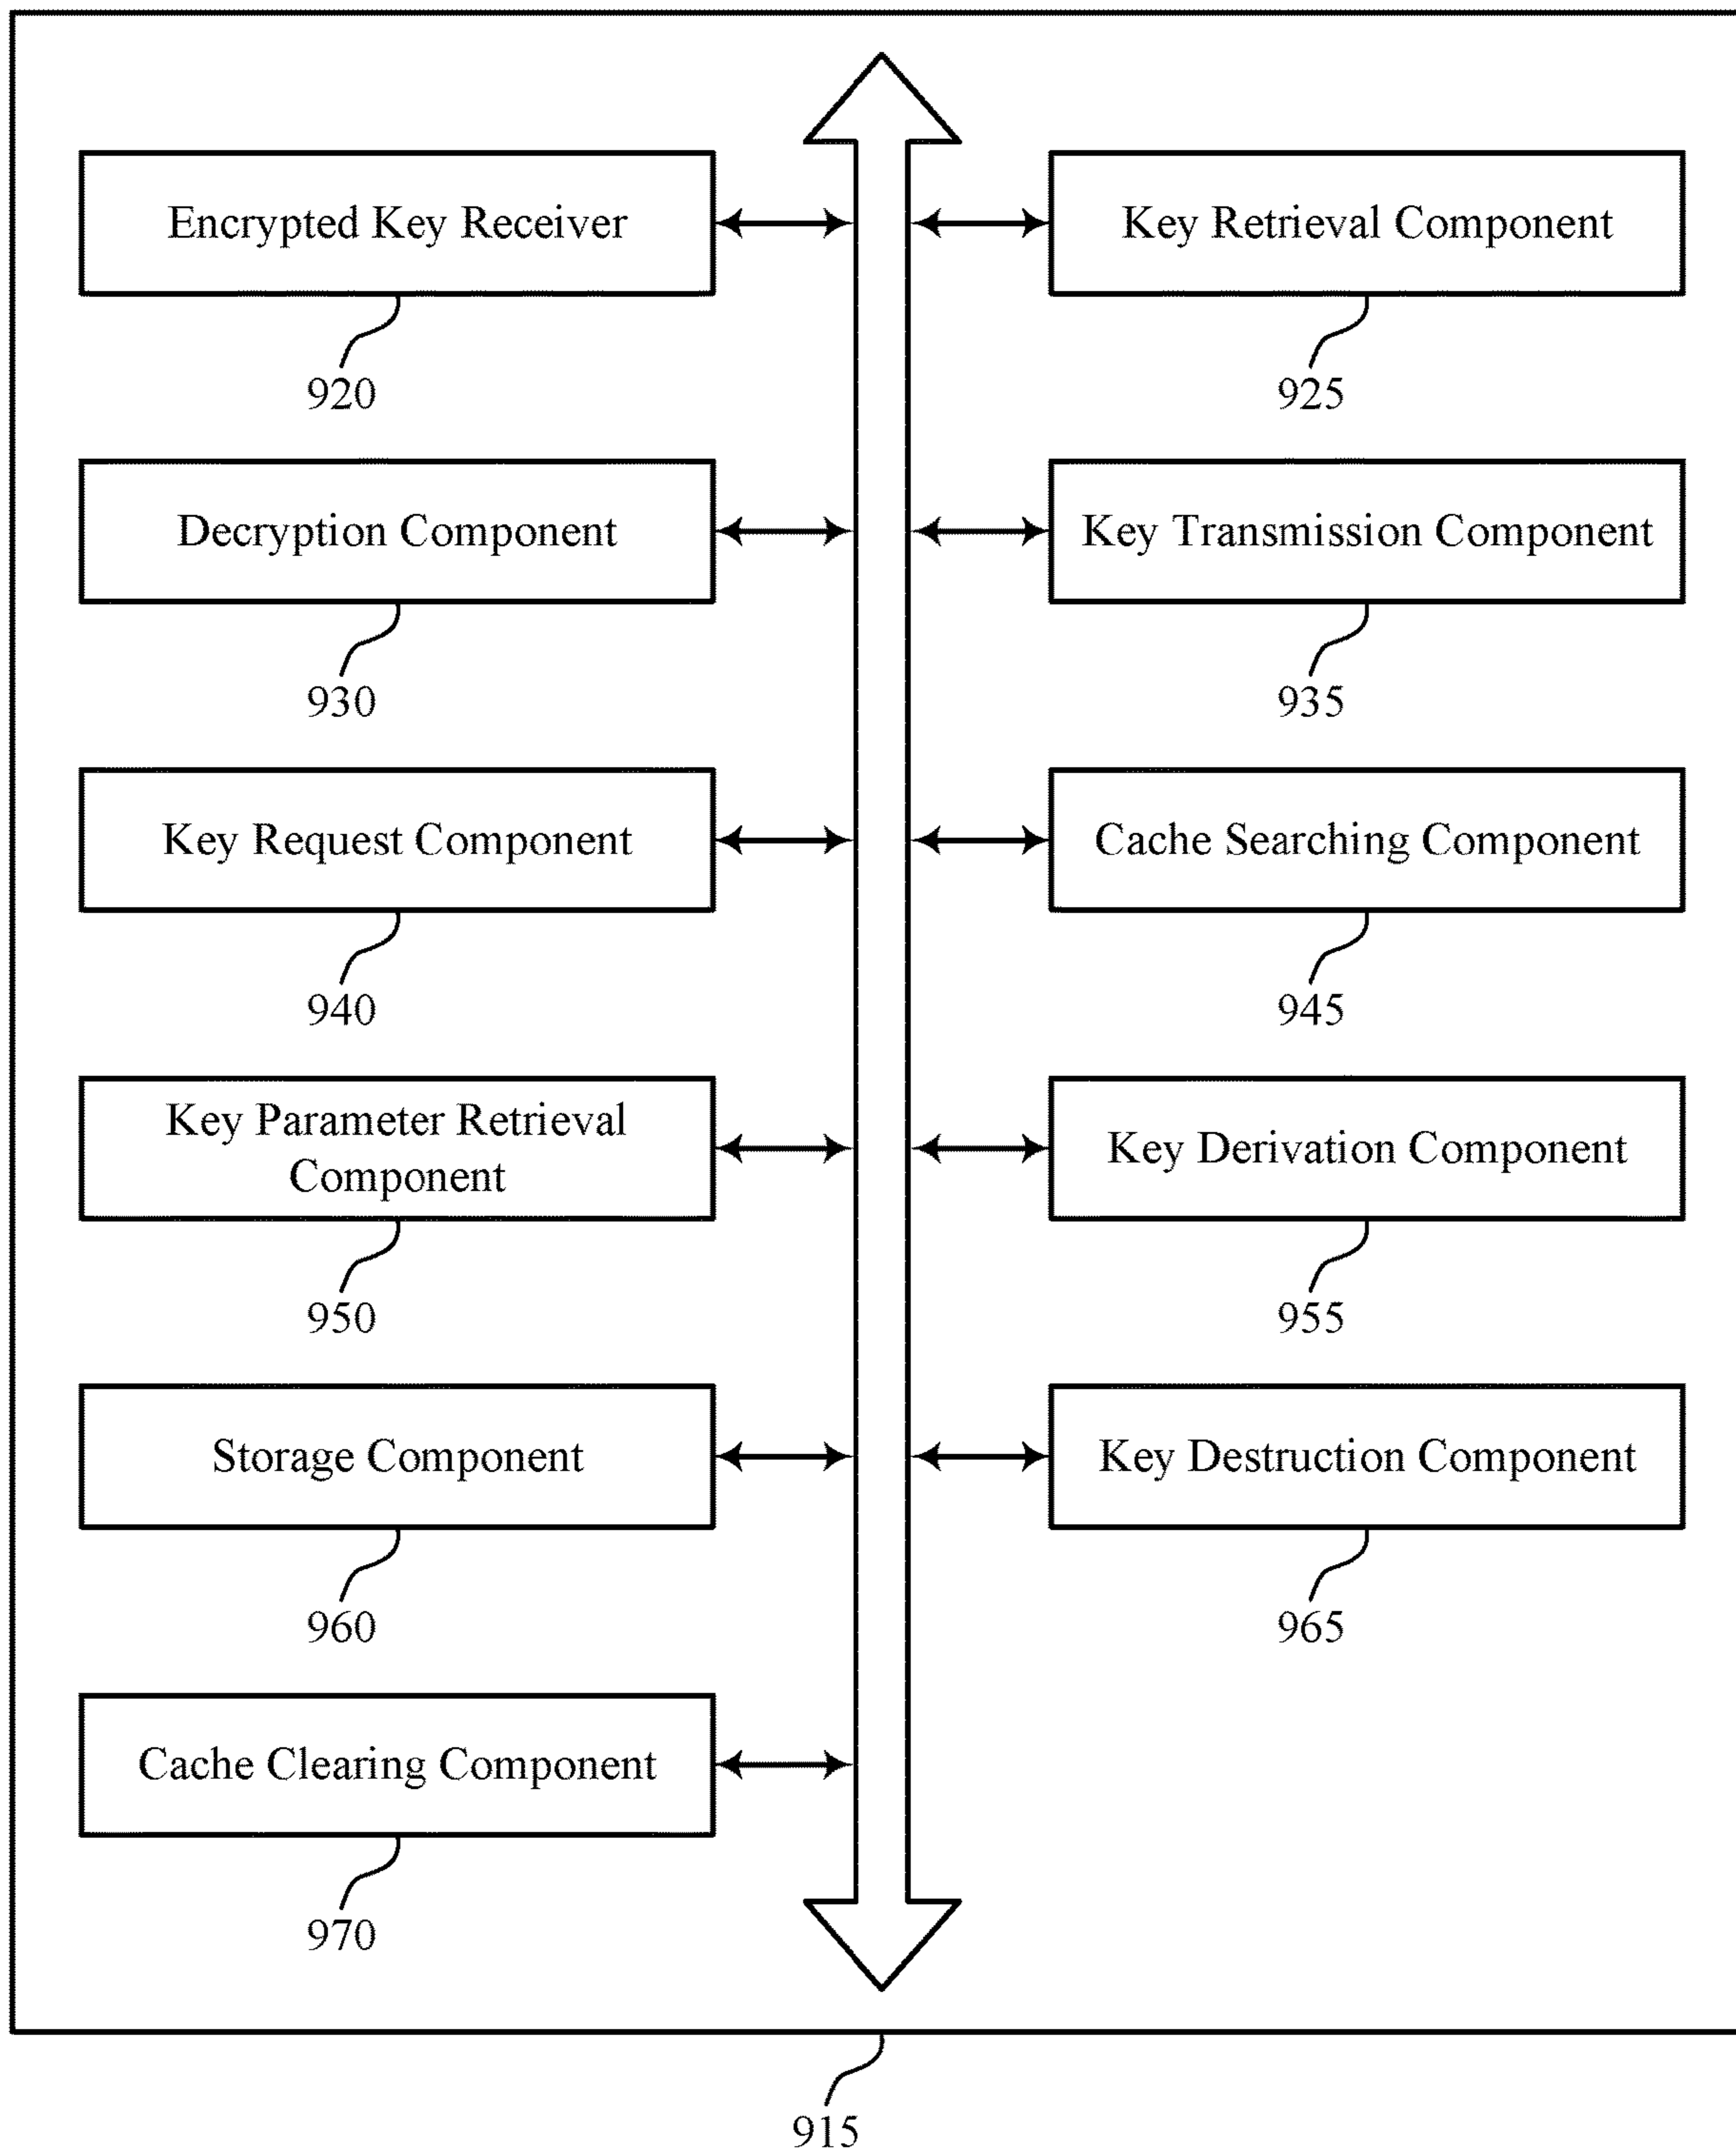 Encrypted Key Receiver
Key Retrieval Component
920
925
Decryption Component
Key Transmission Component
930
935
Key Request Component
Cache Searching Component
940
945
Key Parameter Retrieval
Component
Key Derivation Component
950
955
Storage Component
Key Destruction Component
960
965
Cache Clearing Component
970
915